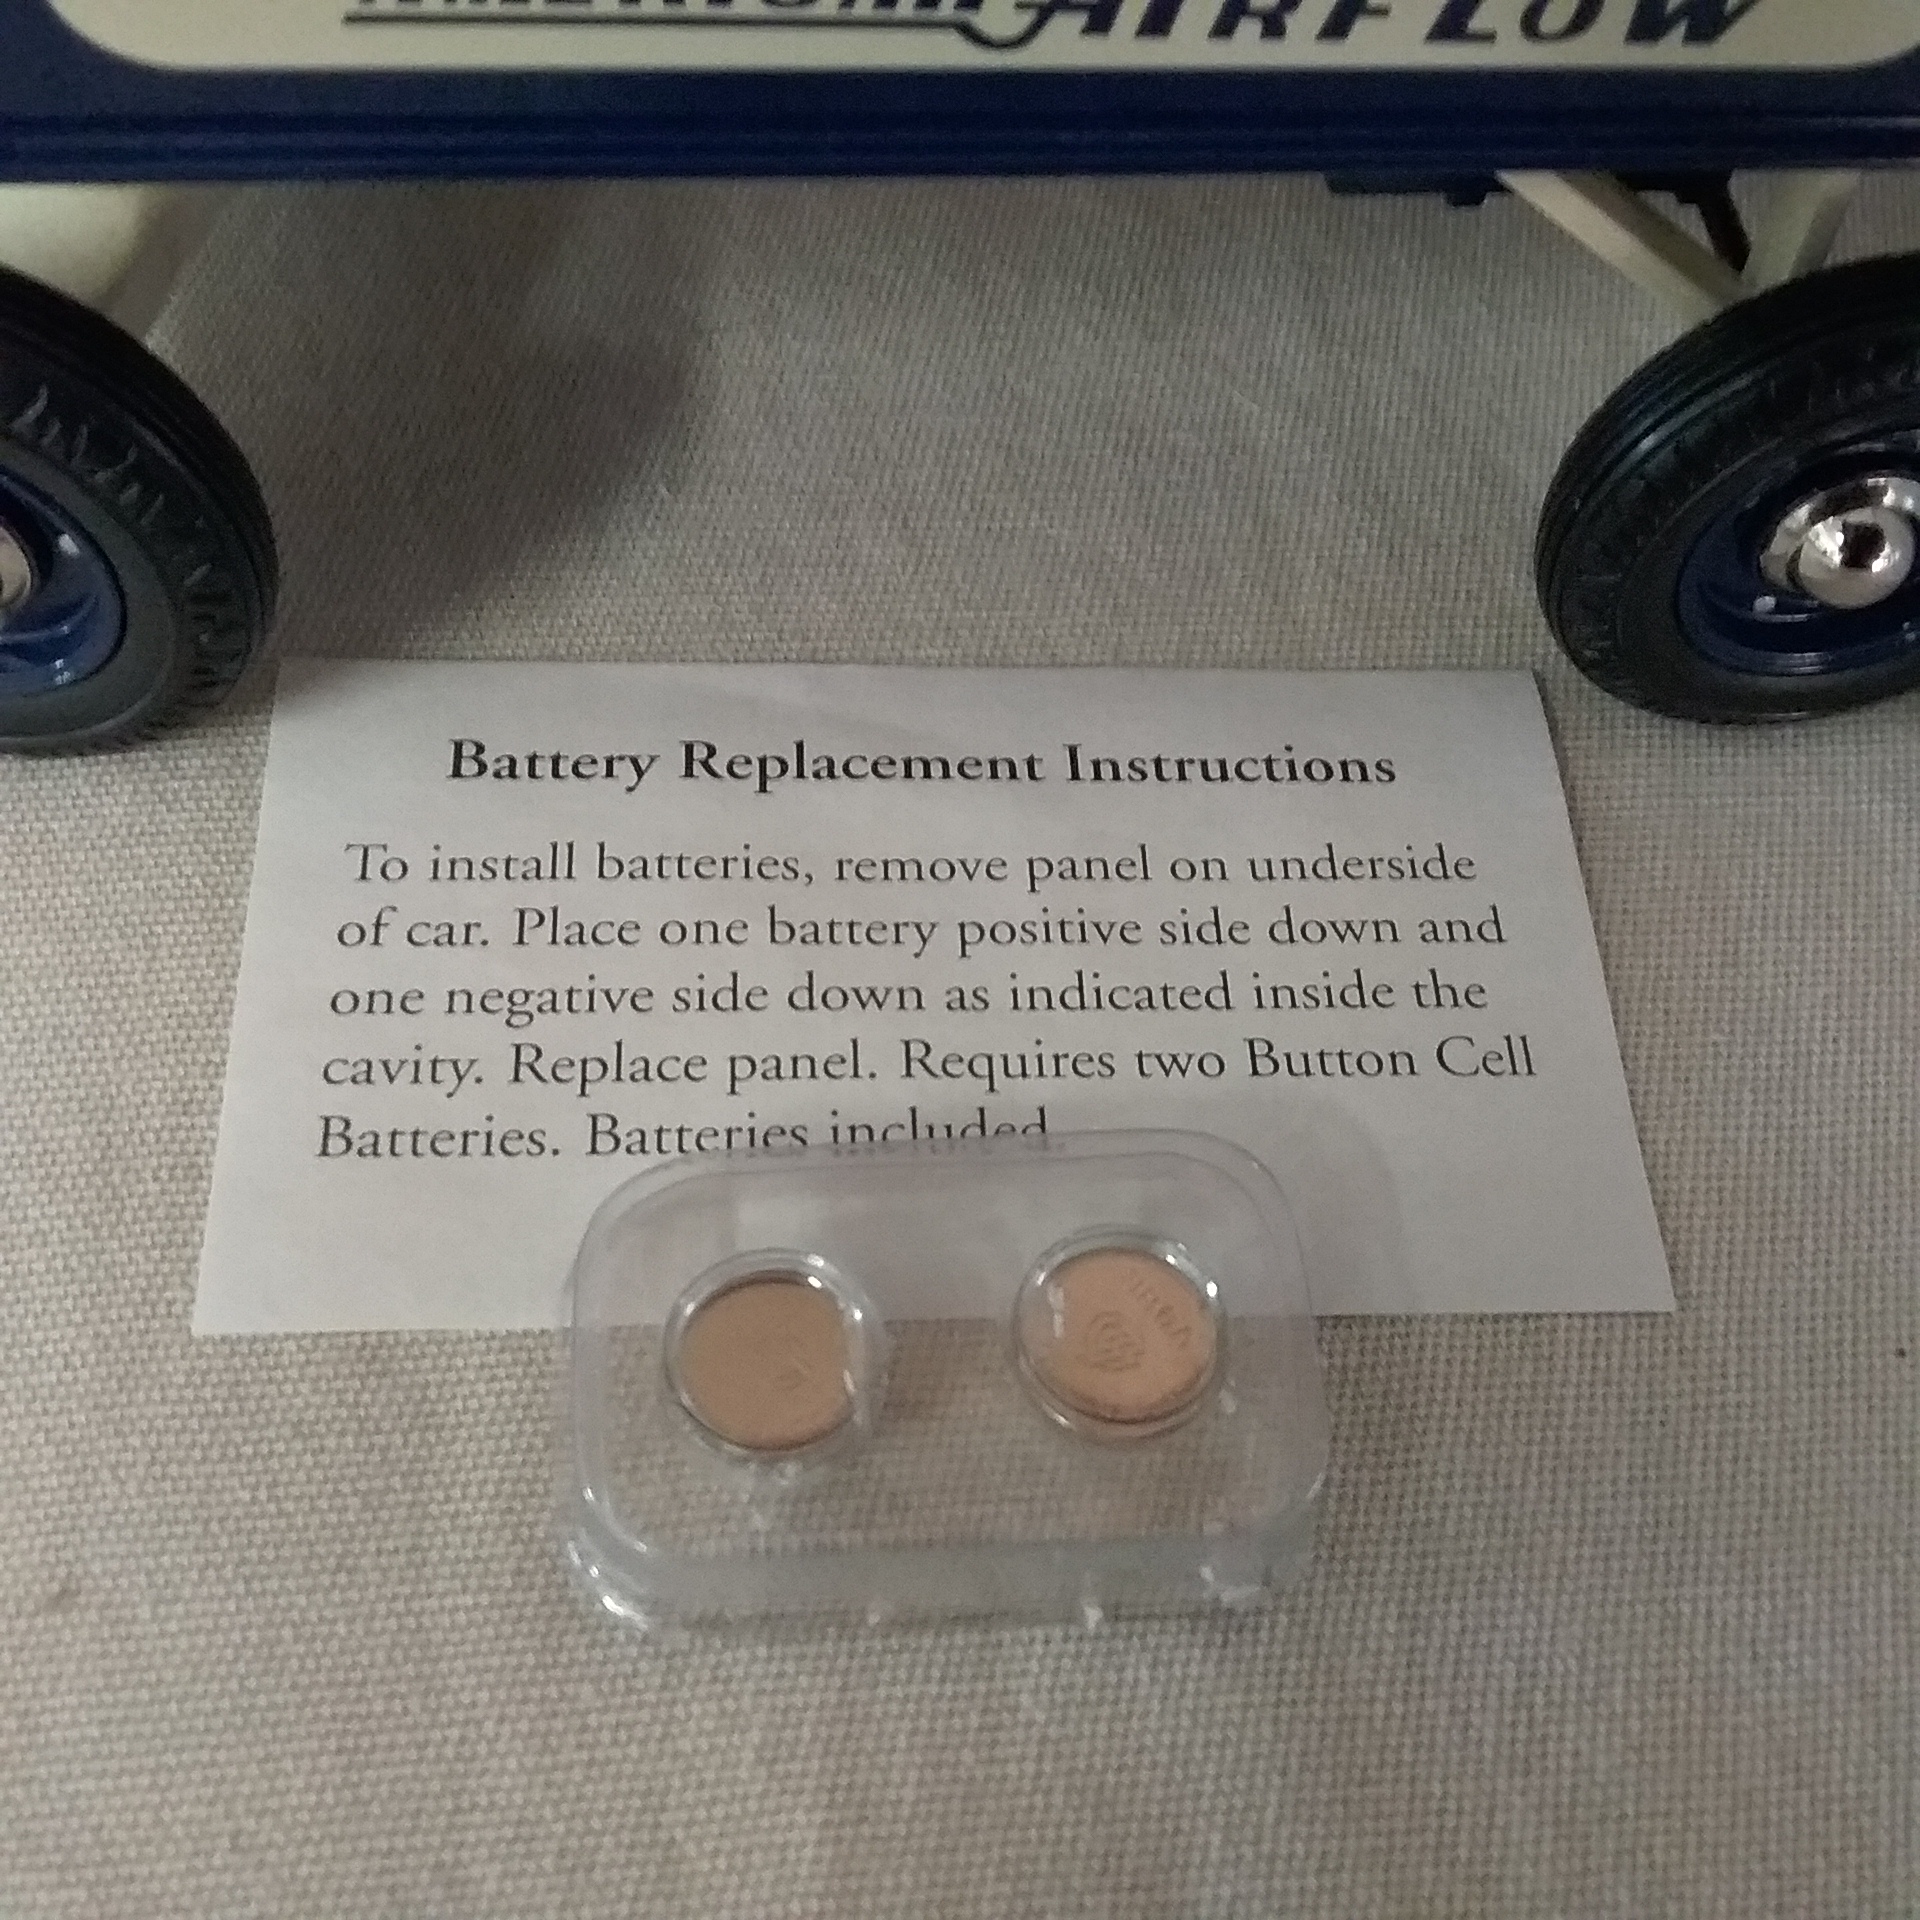 AIRFLOW
Battery Replacement Instructions
To install batteries, remove panel on underside
of car. Place one battery positive side down and
one negative side down as indicated inside the
cavity. Replace panel. Requires two Button Cell
Batteries. Batteries included.